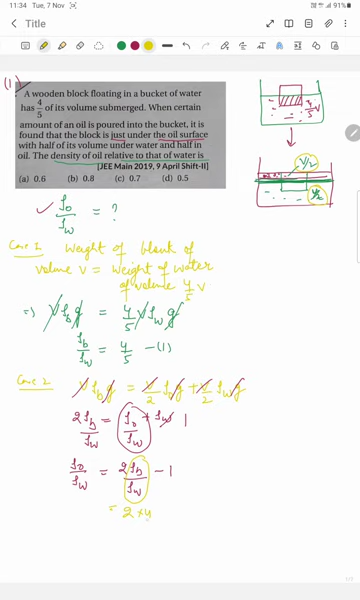 11:34 Tue, 7 Nov 91%
Title
(1)
A wooden block floating in a bucket of water
has 4/5 of its volume submerged. When certain
amount of an oil is poured into the bucket, it is
found that the block is just under the oil surface
with half of its volume under water and half in
oil. The density of oil relative to that of water is
[JEE Main 2019, 9 April Shift-II]
(a) 0.6 (b) 0.8 (c) 0.7 (d) 0.5
4/5 V
V/2
V/2
ρo/ρw = ?
Case 1 weight of block of
volume V = weight of water
of volume 4/5 V
⇒ Vρb g = 4/5 Vρw g
ρb/ρw = 4/5 —(1)
Case 2 Vρb g = V/2 ρo g + V/2 ρw g
2ρb/ρw = ρo/ρw + ρw 1
ρo/ρw = 2ρb/ρw − 1
= 2×4
1/9